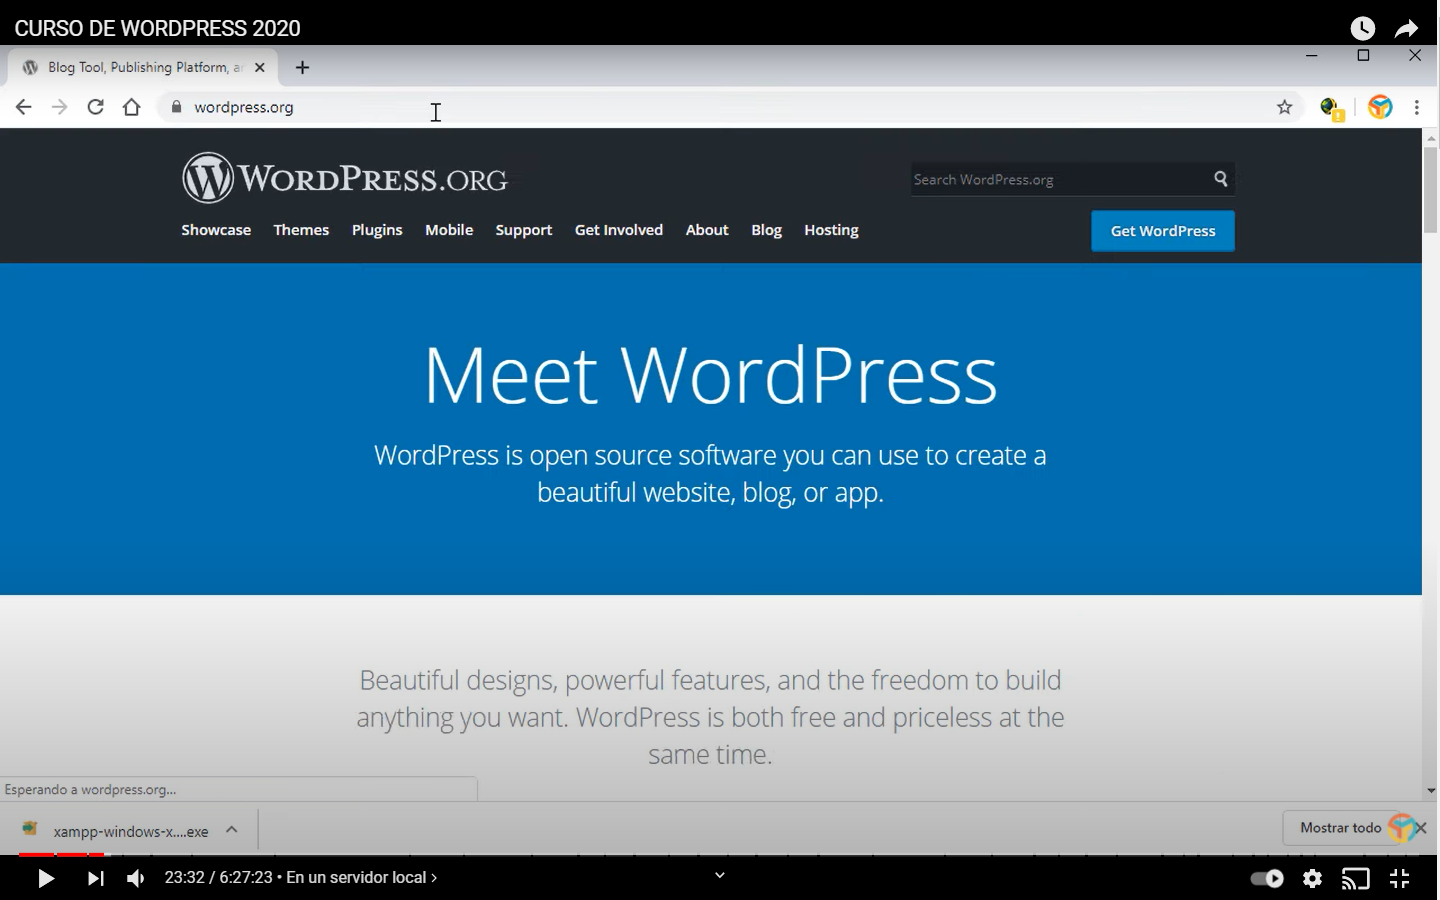 CURSO DE WORDPRESS 2020
Blog Tool, Publishing Platform, a
wordpress.org
WORDPRESS.ORG
Search WordPress.org
Showcase Themes Plugins Mobile Support Get Involved About Blog Hosting
Get WordPress
Meet WordPress
WordPress is open source software you can use to create a
beautiful website, blog, or app.
Beautiful designs, powerful features, and the freedom to build
anything you want. WordPress is both free and priceless at the
same time.
Esperando a wordpress.org...
xampp-windows-x....exe
Mostrar todo
23:32 / 6:27:23 • En un servidor local >